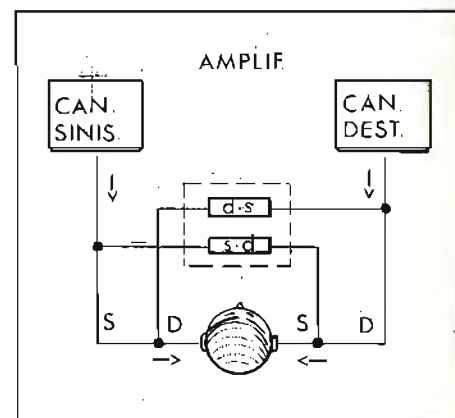 AMPLIF.
CAN. SINIS.
CAN. DEST.
d-s
s-d
S D S D